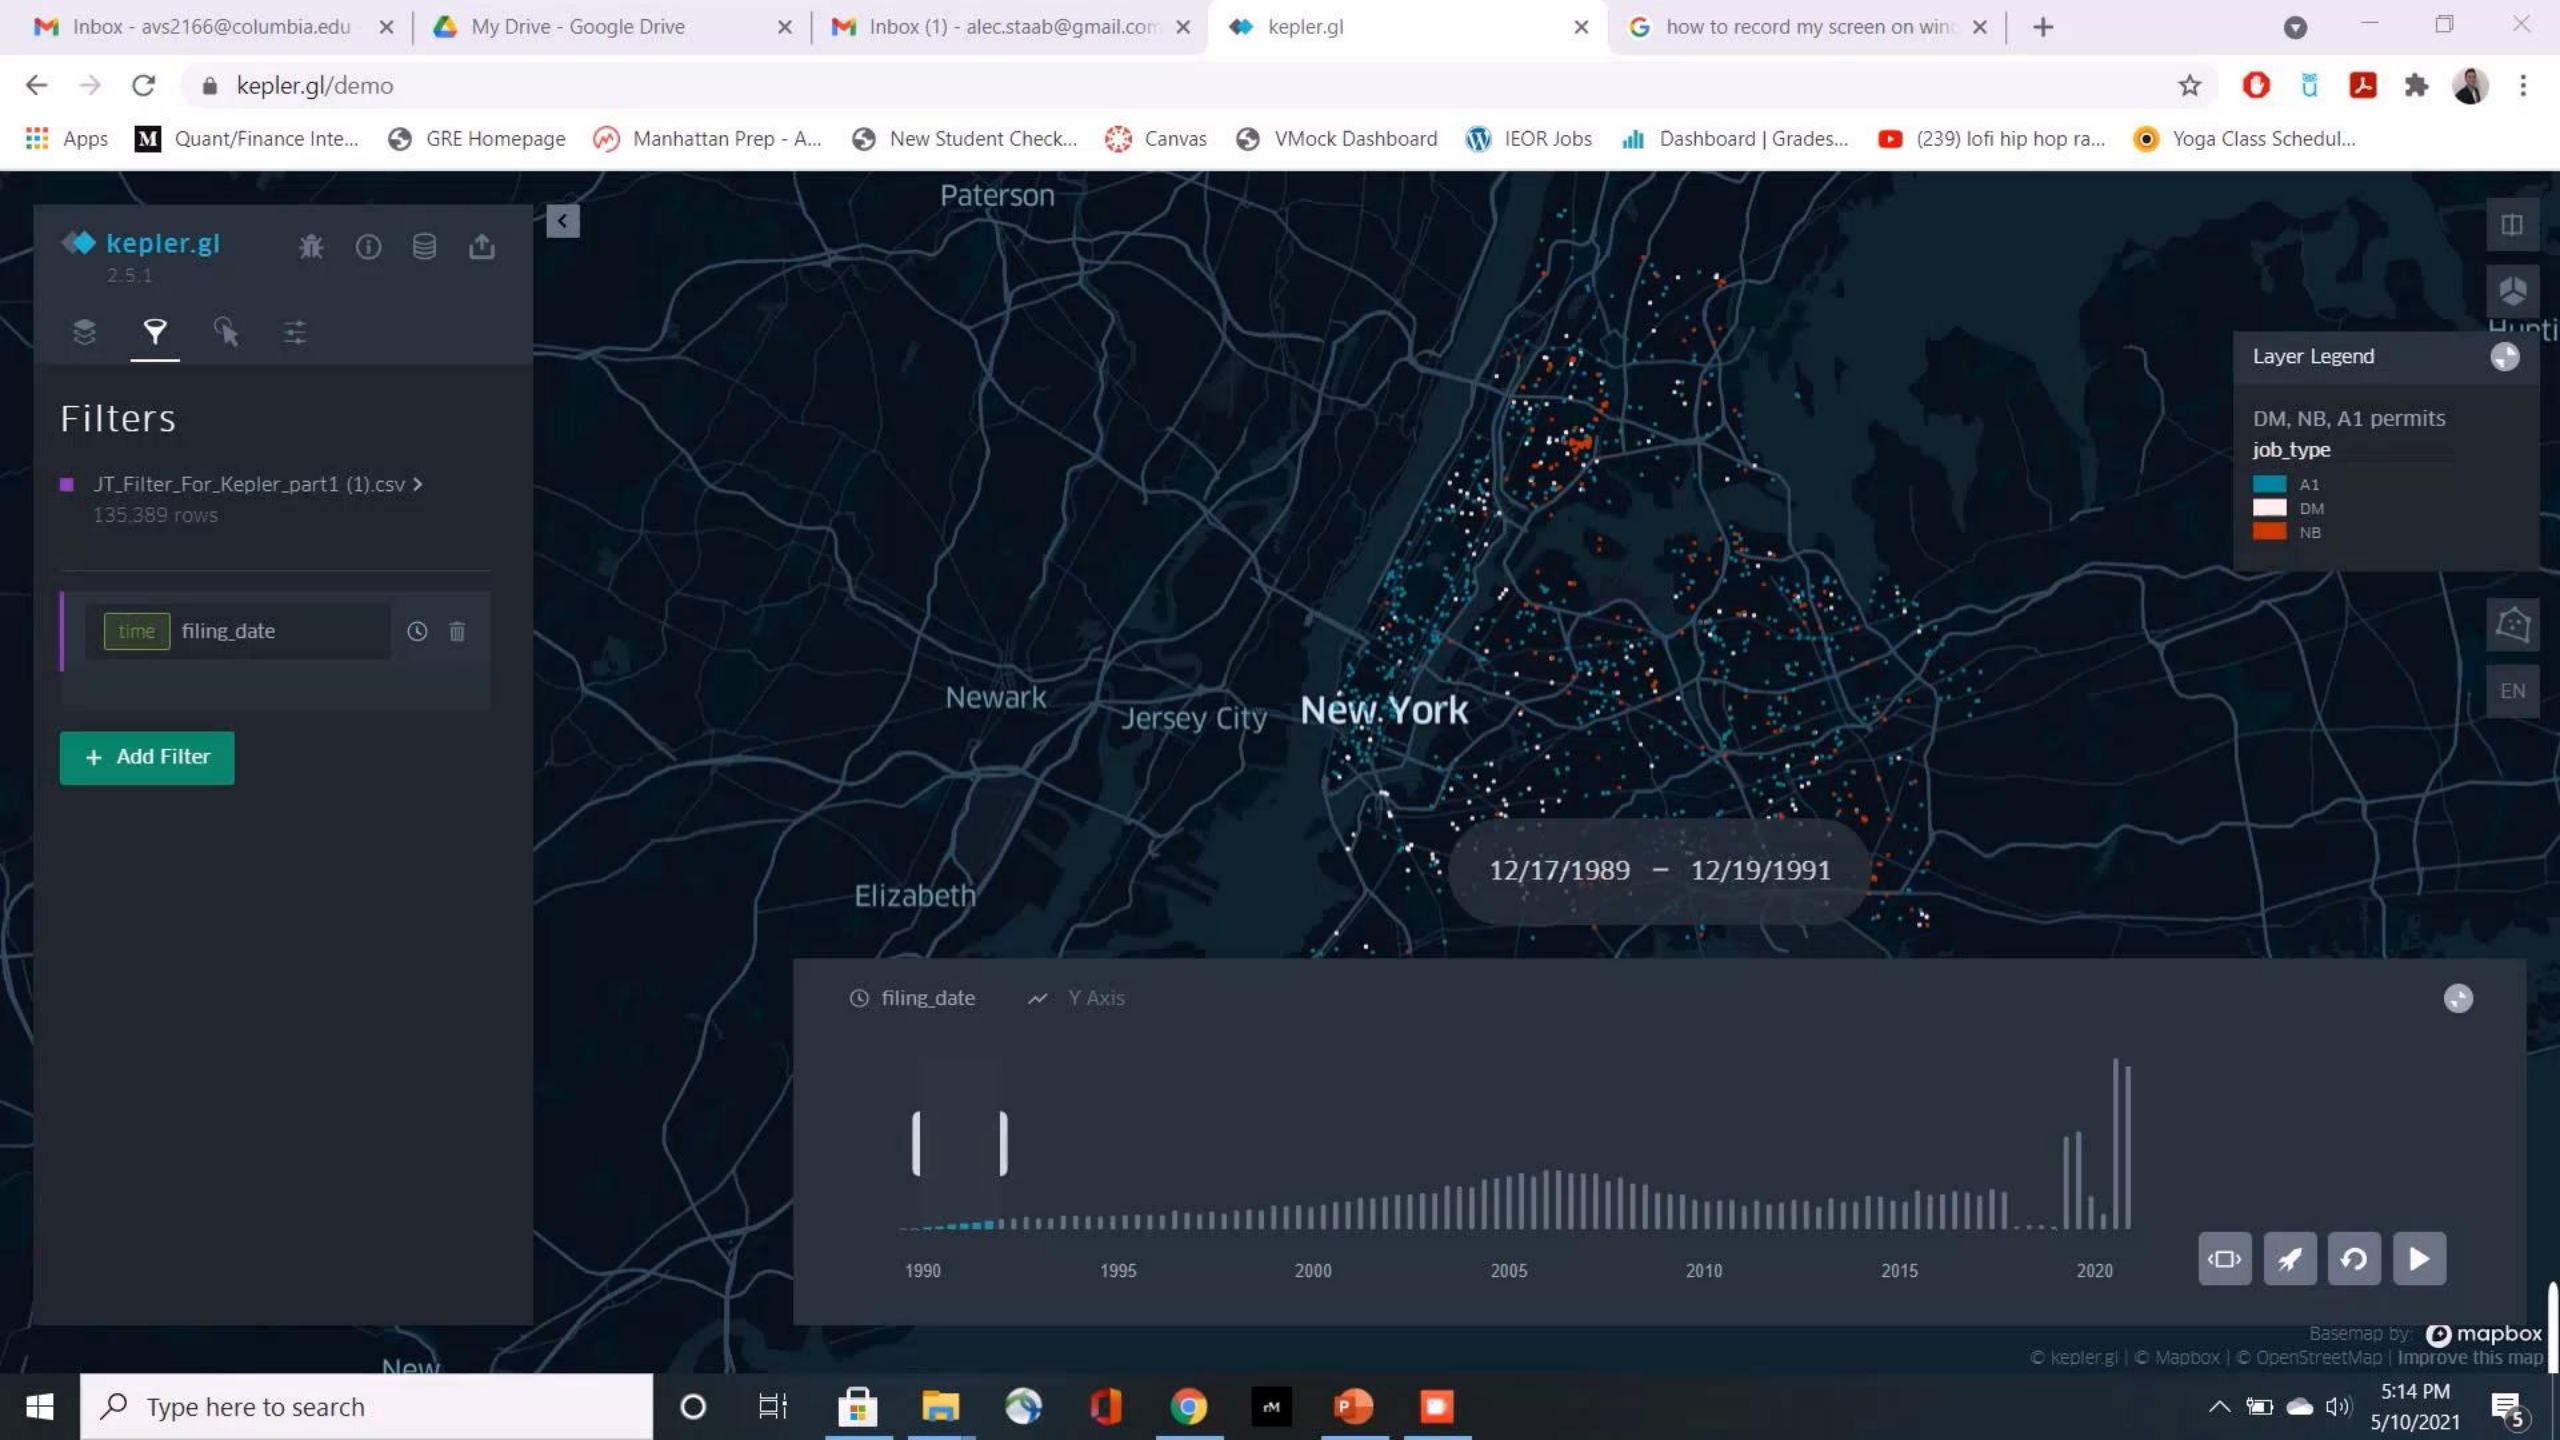 Inbox - avs2166@columbia.edu
My Drive - Google Drive
Inbox (1) - alec.staab@gmail.com
kepler.gl
how to record my screen on win
kepler.gl/demo
Apps
Quant/Finance Inte...
GRE Homepage
Manhattan Prep - A...
New Student Check...
Canvas
VMock Dashboard
IEOR Jobs
Dashboard | Grades...
(239) lofi hip hop ra...
Yoga Class Schedul...
kepler.gl
2.5.1
Filters
JT_Filter_For_Kepler_part1 (1).csv
135,389 rows
time filing_date
+ Add Filter
Paterson
Newark
Jersey City
New York
Elizabeth
New
Hunti
Layer Legend
DM, NB, A1 permits
job_type
A1
DM
NB
EN
12/17/1989 – 12/19/1991
filing_date Y Axis
1990 1995 2000 2005 2010 2015 2020
Basemap by: mapbox
© kepler.gl | © Mapbox | © OpenStreetMap | Improve this map
Type here to search
rM
P
5:14 PM
5/10/2021
5